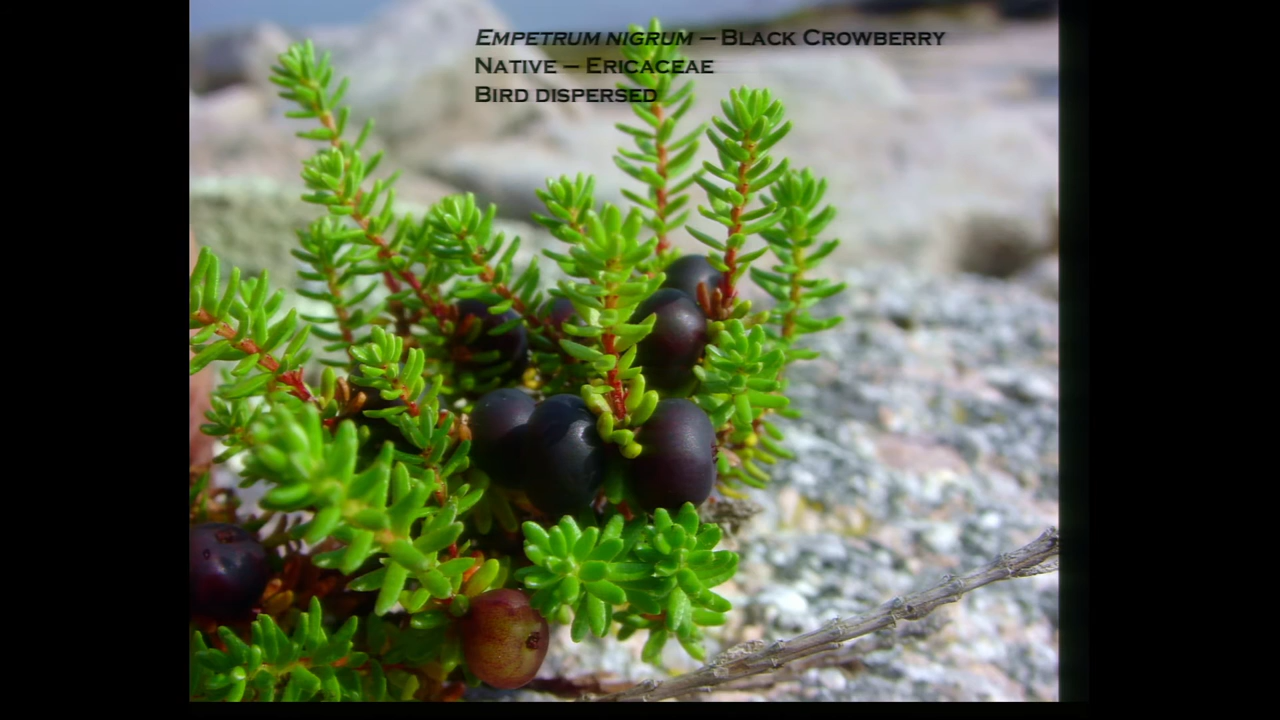 Empetrum nigrum – Black Crowberry
Native – Ericaceae
Bird dispersed